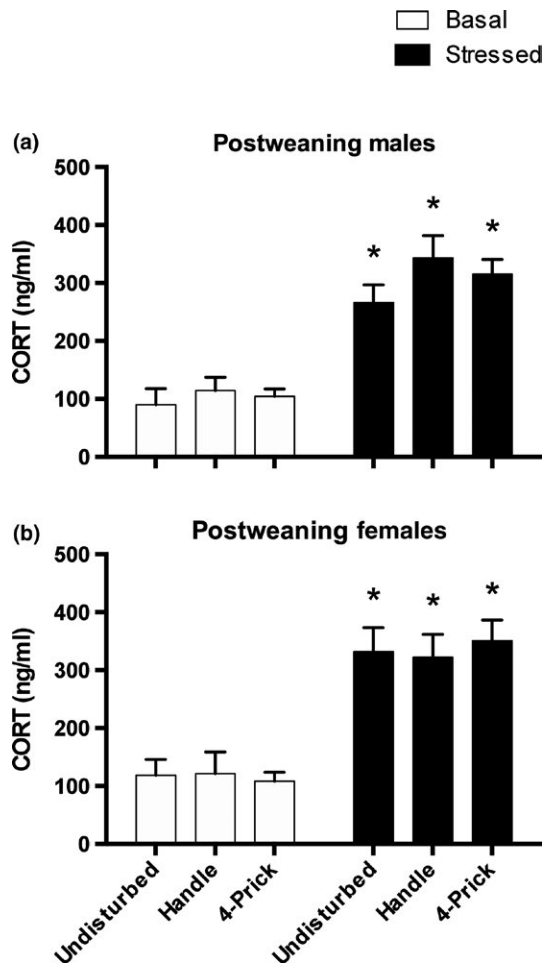 Basal
Stressed
(a)
Postweaning males
500
400
300
200
100
0
CORT (ng/ml)
*
*
*
(b)
Postweaning females
500
400
300
200
100
0
CORT (ng/ml)
*
*
*
Undisturbed
Handle
4-Prick
Undisturbed
Handle
4-Prick